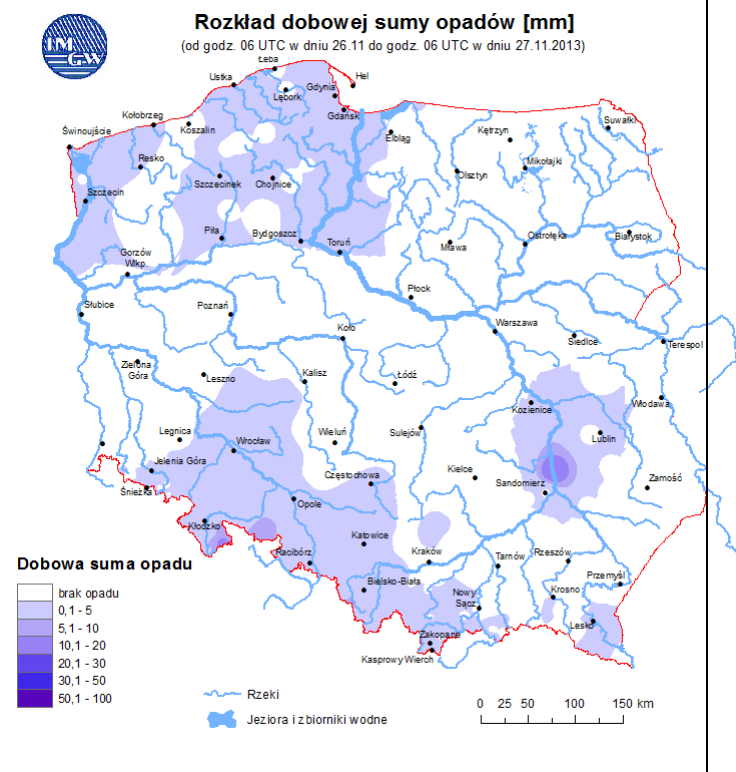 Rozkład dobowej sumy opadów [mm]
(od godz. 06 UTC w dniu 26.11 do godz. 06 UTC w dniu 27.11.2013)
IM
GW
Łeba
Ustka
Hel
Gdynia
Lębork
Gdańsk
Kołobrzeg
Koszalin
Świnoujście
Elbląg
Kętrzyn
Suwałki
Resko
Szczecinek
Chojnice
Mikołajki
Olsztyn
Szczecin
Piła
Bydgoszcz
Toruń
Mława
Ostrołęka
Białystok
Gorzów
Wlkp.
Płock
Słubice
Poznań
Koło
Warszawa
Siedlce
Terespol
Zielona
Góra
Leszno
Kalisz
Łódź
Kozienice
Włodawa
Legnica
Wrocław
Wieluń
Sulejów
Lublin
Jelenia Góra
Śnieżka
Częstochowa
Kielce
Sandomierz
Zamość
Opole
Kłodzko
Katowice
Racibórz
Kraków
Tarnów
Rzeszów
Przemyśl
Bielsko-Biała
Nowy
Sącz
Krosno
Lesko
Zakopane
Kasprowy Wierch
Dobowa suma opadu
brak opadu
0,1 - 5
5,1 - 10
10,1 - 20
20,1 - 30
30,1 - 50
50,1 - 100
Rzeki
Jeziora i zbiorniki wodne
0 25 50 100 150 km